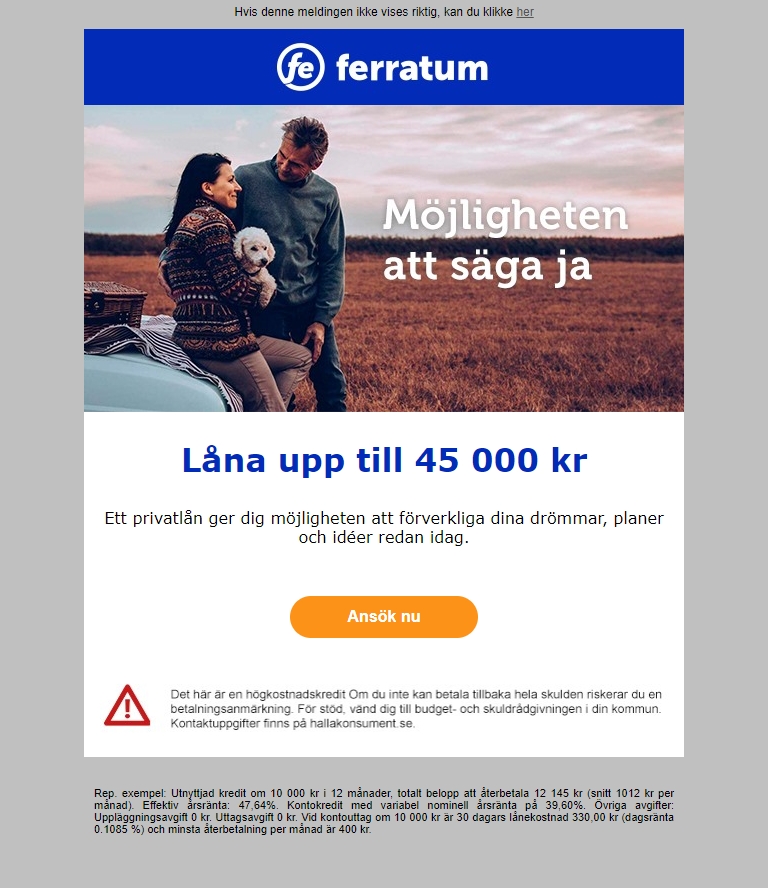 Hvis denne meldingen ikke vises riktig, kan du klikke her
fe ferratum
Möjligheten
att säga ja
Låna upp till 45 000 kr
Ett privatlån ger dig möjligheten att förverkliga dina drömmar, planer
och idéer redan idag.
Ansök nu
Det här är en högkostnadskredit Om du inte kan betala tillbaka hela skulden riskerar du en
betalningsanmärkning. För stöd, vänd dig till budget- och skuldrådgivningen i din kommun.
Kontaktuppgifter finns på hallakonsument.se.
Rep. exempel: Utnyttjad kredit om 10 000 kr i 12 månader, totalt belopp att återbetala 12 145 kr (snitt 1012 kr per
månad). Effektiv årsränta: 47,64%. Kontokredit med variabel nominell årsränta på 39,60%. Övriga avgifter:
Uppläggningsavgift 0 kr. Uttagsavgift 0 kr. Vid kontouttag om 10 000 kr är 30 dagars lånekostnad 330,00 kr (dagsränta
0.1085 %) och minsta återbetalning per månad är 400 kr.